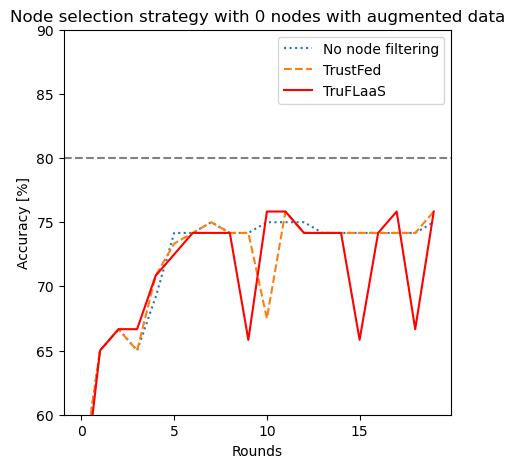 Node selection strategy with 0 nodes with augmented data
90
85
80
75
70
65
60
Accuracy [%]
No node filtering
TrustFed
TruFLaaS
0
5
10
15
Rounds